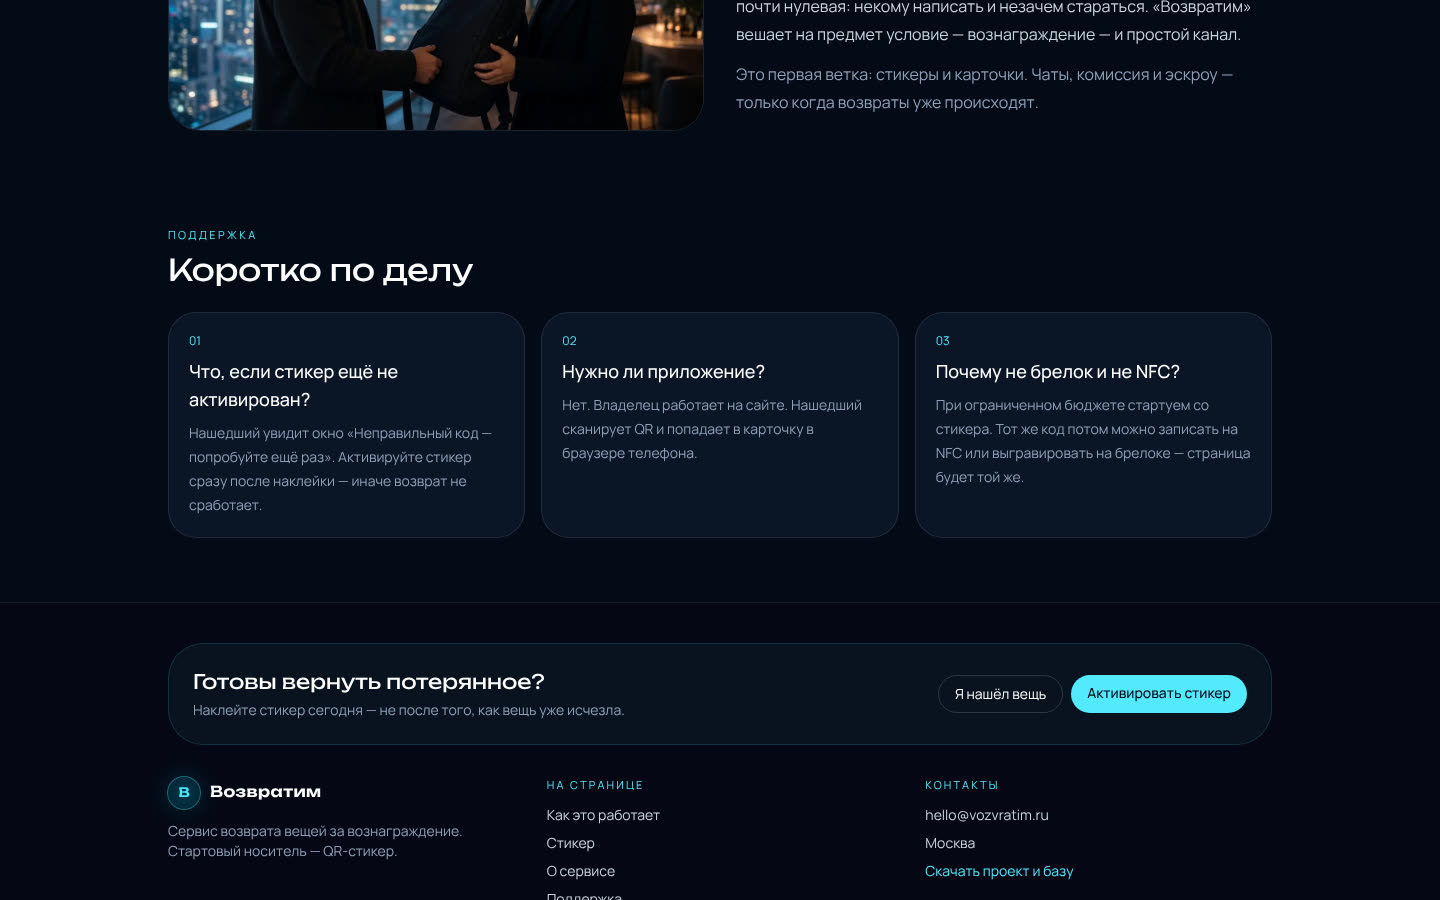 почти нулевая: некому написать и незачем стараться. «Возвратим»
вешает на предмет условие — вознаграждение — и простой канал.
Это первая ветка: стикеры и карточки. Чаты, комиссия и эскроу —
только когда возвраты уже происходят.
ПОДДЕРЖКА
Коротко по делу
01
Что, если стикер ещё не
активирован?
Нашедший увидит окно «Неправильный код —
попробуйте ещё раз». Активируйте стикер
сразу после наклейки — иначе возврат не
сработает.
02
Нужно ли приложение?
Нет. Владелец работает на сайте. Нашедший
сканирует QR и попадает в карточку в
браузере телефона.
03
Почему не брелок и не NFC?
При ограниченном бюджете стартуем со
стикера. Тот же код потом можно записать на
NFC или выгравировать на брелоке — страница
будет той же.
Готовы вернуть потерянное?
Наклейте стикер сегодня — не после того, как вещь уже исчезла.
Я нашёл вещь
Активировать стикер
В Возвратим
Сервис возврата вещей за вознаграждение.
Стартовый носитель — QR-стикер.
НА СТРАНИЦЕ
Как это работает
Стикер
О сервисе
Поддержка
КОНТАКТЫ
hello@vozvratim.ru
Москва
Скачать проект и базу